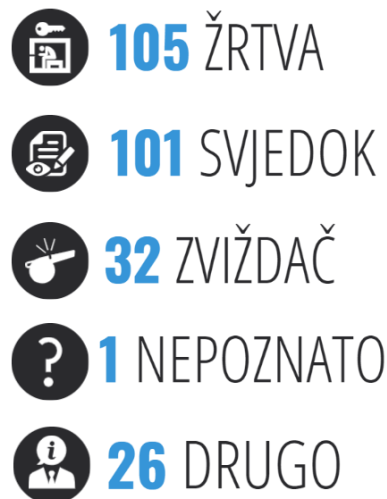 105 ŽRTVA
101 SVJEDOK
32 ZVIŽDAČ
? 1 NEPOZNATO
i 26 DRUGO